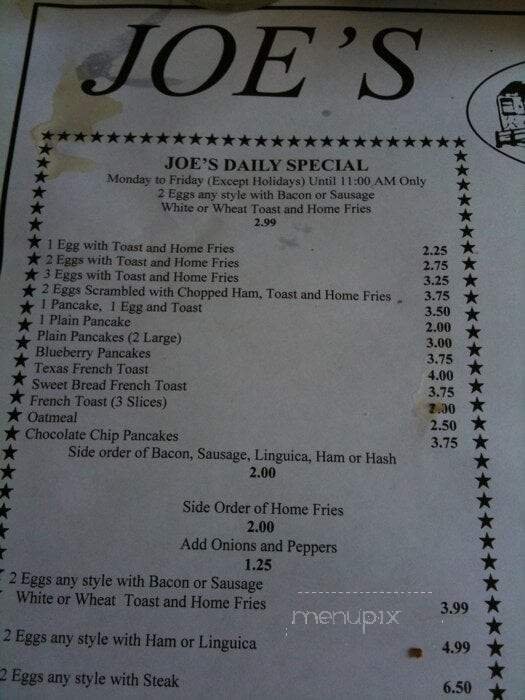 JOE'S
JOE'S DAILY SPECIAL
Monday to Friday (Except Holidays) Until 11:00 AM Only
2 Eggs any style with Bacon or Sausage
White or Wheat Toast and Home Fries
2.99
1 Egg with Toast and Home Fries 2.25
2 Eggs with Toast and Home Fries 2.75
3 Eggs with Toast and Home Fries 3.25
2 Eggs Scrambled with Chopped Ham, Toast and Home Fries 3.75
1 Pancake, 1 Egg and Toast 3.50
1 Plain Pancake 2.00
Plain Pancakes (2 Large) 3.00
Blueberry Pancakes 3.75
Texas French Toast 4.00
Sweet Bread French Toast 3.75
French Toast (3 Slices)
Oatmeal 2.50
Chocolate Chip Pancakes 3.75
Side order of Bacon, Sausage, Linguica, Ham or Hash
2.00
Side Order of Home Fries
2.00
Add Onions and Peppers
1.25
2 Eggs any style with Bacon or Sausage
White or Wheat Toast and Home Fries 3.99
menupix
2 Eggs any style with Ham or Linguica 4.99
2 Eggs any style with Steak 6.50